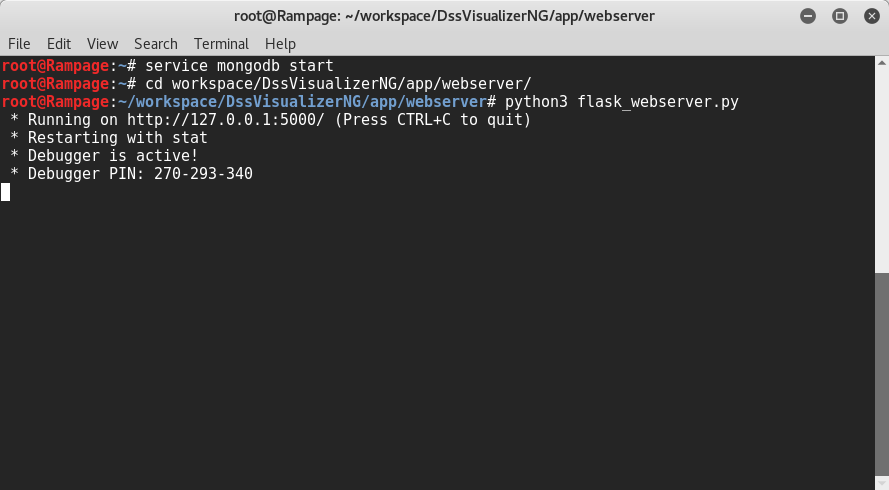 root@Rampage: ~/workspace/DssVisualizerNG/app/webserver
File Edit View Search Terminal Help
root@Rampage:~# service mongodb start
root@Rampage:~# cd workspace/DssVisualizerNG/app/webserver/
root@Rampage:~/workspace/DssVisualizerNG/app/webserver# python3 flask_webserver.py
 * Running on http://127.0.0.1:5000/ (Press CTRL+C to quit)
 * Restarting with stat
 * Debugger is active!
 * Debugger PIN: 270-293-340